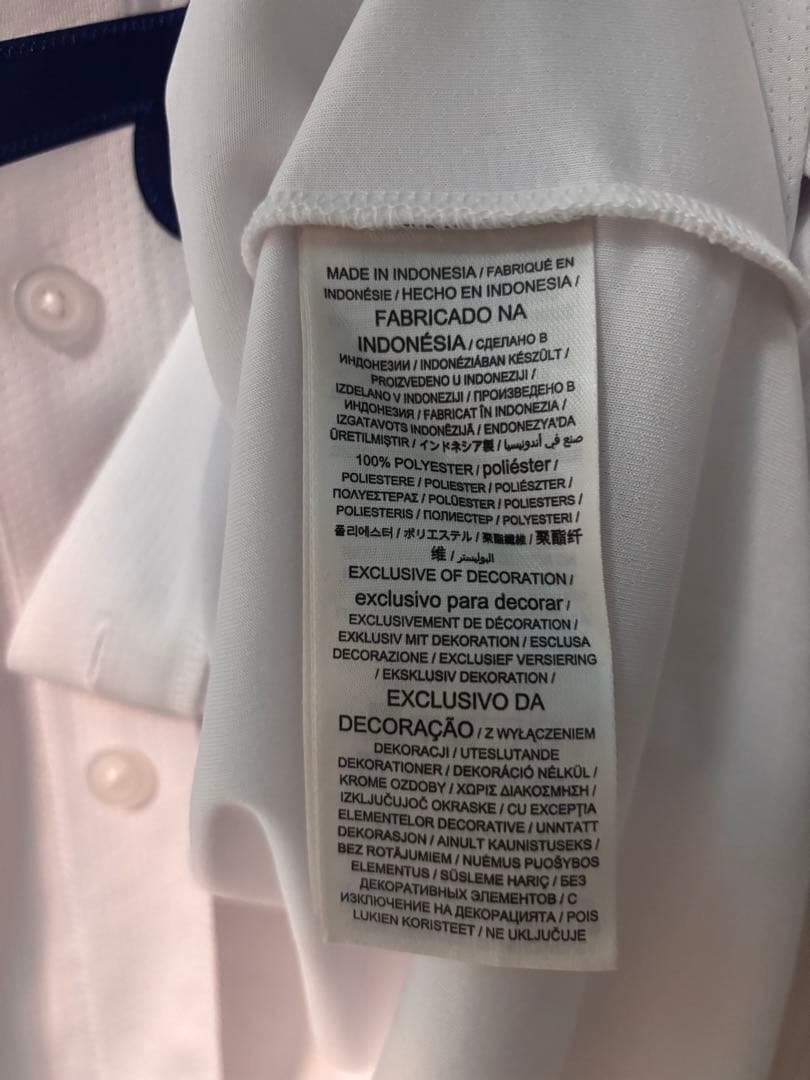 MADE IN INDONESIA / FABRIQUÉ EN
INDONÉSIE / HECHO EN INDONESIA /
FABRICADO NA
INDONÉSIA / СДЕЛАНО В
ИНДОНЕЗИИ / INDONÉZIÁBAN KÉSZÜLT /
PROIZVEDENO U INDONEZIJI /
IZDELANO V INDONEZIJI / ПРОИЗВЕДЕНО В
ИНДОНЕЗИЯ / FABRICAT ÎN INDONEZIA /
IZGATAVOTS INDONĒZIJĀ / ENDONEZYA'DA
ÜRETILMIŞTIR / インドネシア製 / صنع في أندونيسيا
100% POLYESTER / poliéster /
POLIESTERE / POLIESTER / POLIÉSZTER /
ΠΟΛΥΕΣΤΕΡΑΣ / POLÜESTER / POLIESTERS /
POLIESTERIS / ПОЛИЕСТЕР / POLYESTERI /
폴리에스터 / ポリエステル / 聚酯纖維 / 聚酯纤
维 / البوليستر
EXCLUSIVE OF DECORATION /
exclusivo para decorar /
EXCLUSIVEMENT DE DÉCORATION /
EXKLUSIV MIT DEKORATION / ESCLUSA
DECORAZIONE / EXCLUSIEF VERSIERING
/ EKSKLUSIV DEKORATION /
EXCLUSIVO DA
DECORAÇÃO / Z WYŁĄCZENIEM
DEKORACJI / UTESLUTANDE
DEKORATIONER / DEKORÁCIÓ NÉLKÜL /
KROME OZDOBY / ΧΩΡΙΣ ΔΙΑΚΟΣΜΗΣΗ /
IZKLJUČUJOČ OKRASKE / CU EXCEPŢIA
ELEMENTELOR DECORATIVE / UNNTATT
DEKORASJON / AINULT KAUNISTUSEKS /
BEZ ROTĀJUMIEM / NUĖMUS PUOŠYBOS
ELEMENTUS / SÜSLEME HARIÇ / БЕЗ
ДЕКОРАТИВНЫХ ЭЛЕМЕНТОВ / С
ИЗКЛЮЧЕНИЕ НА ДЕКОРАЦИЯТА / POIS
LUKIEN KORISTEET / NE UKLJUČUJE